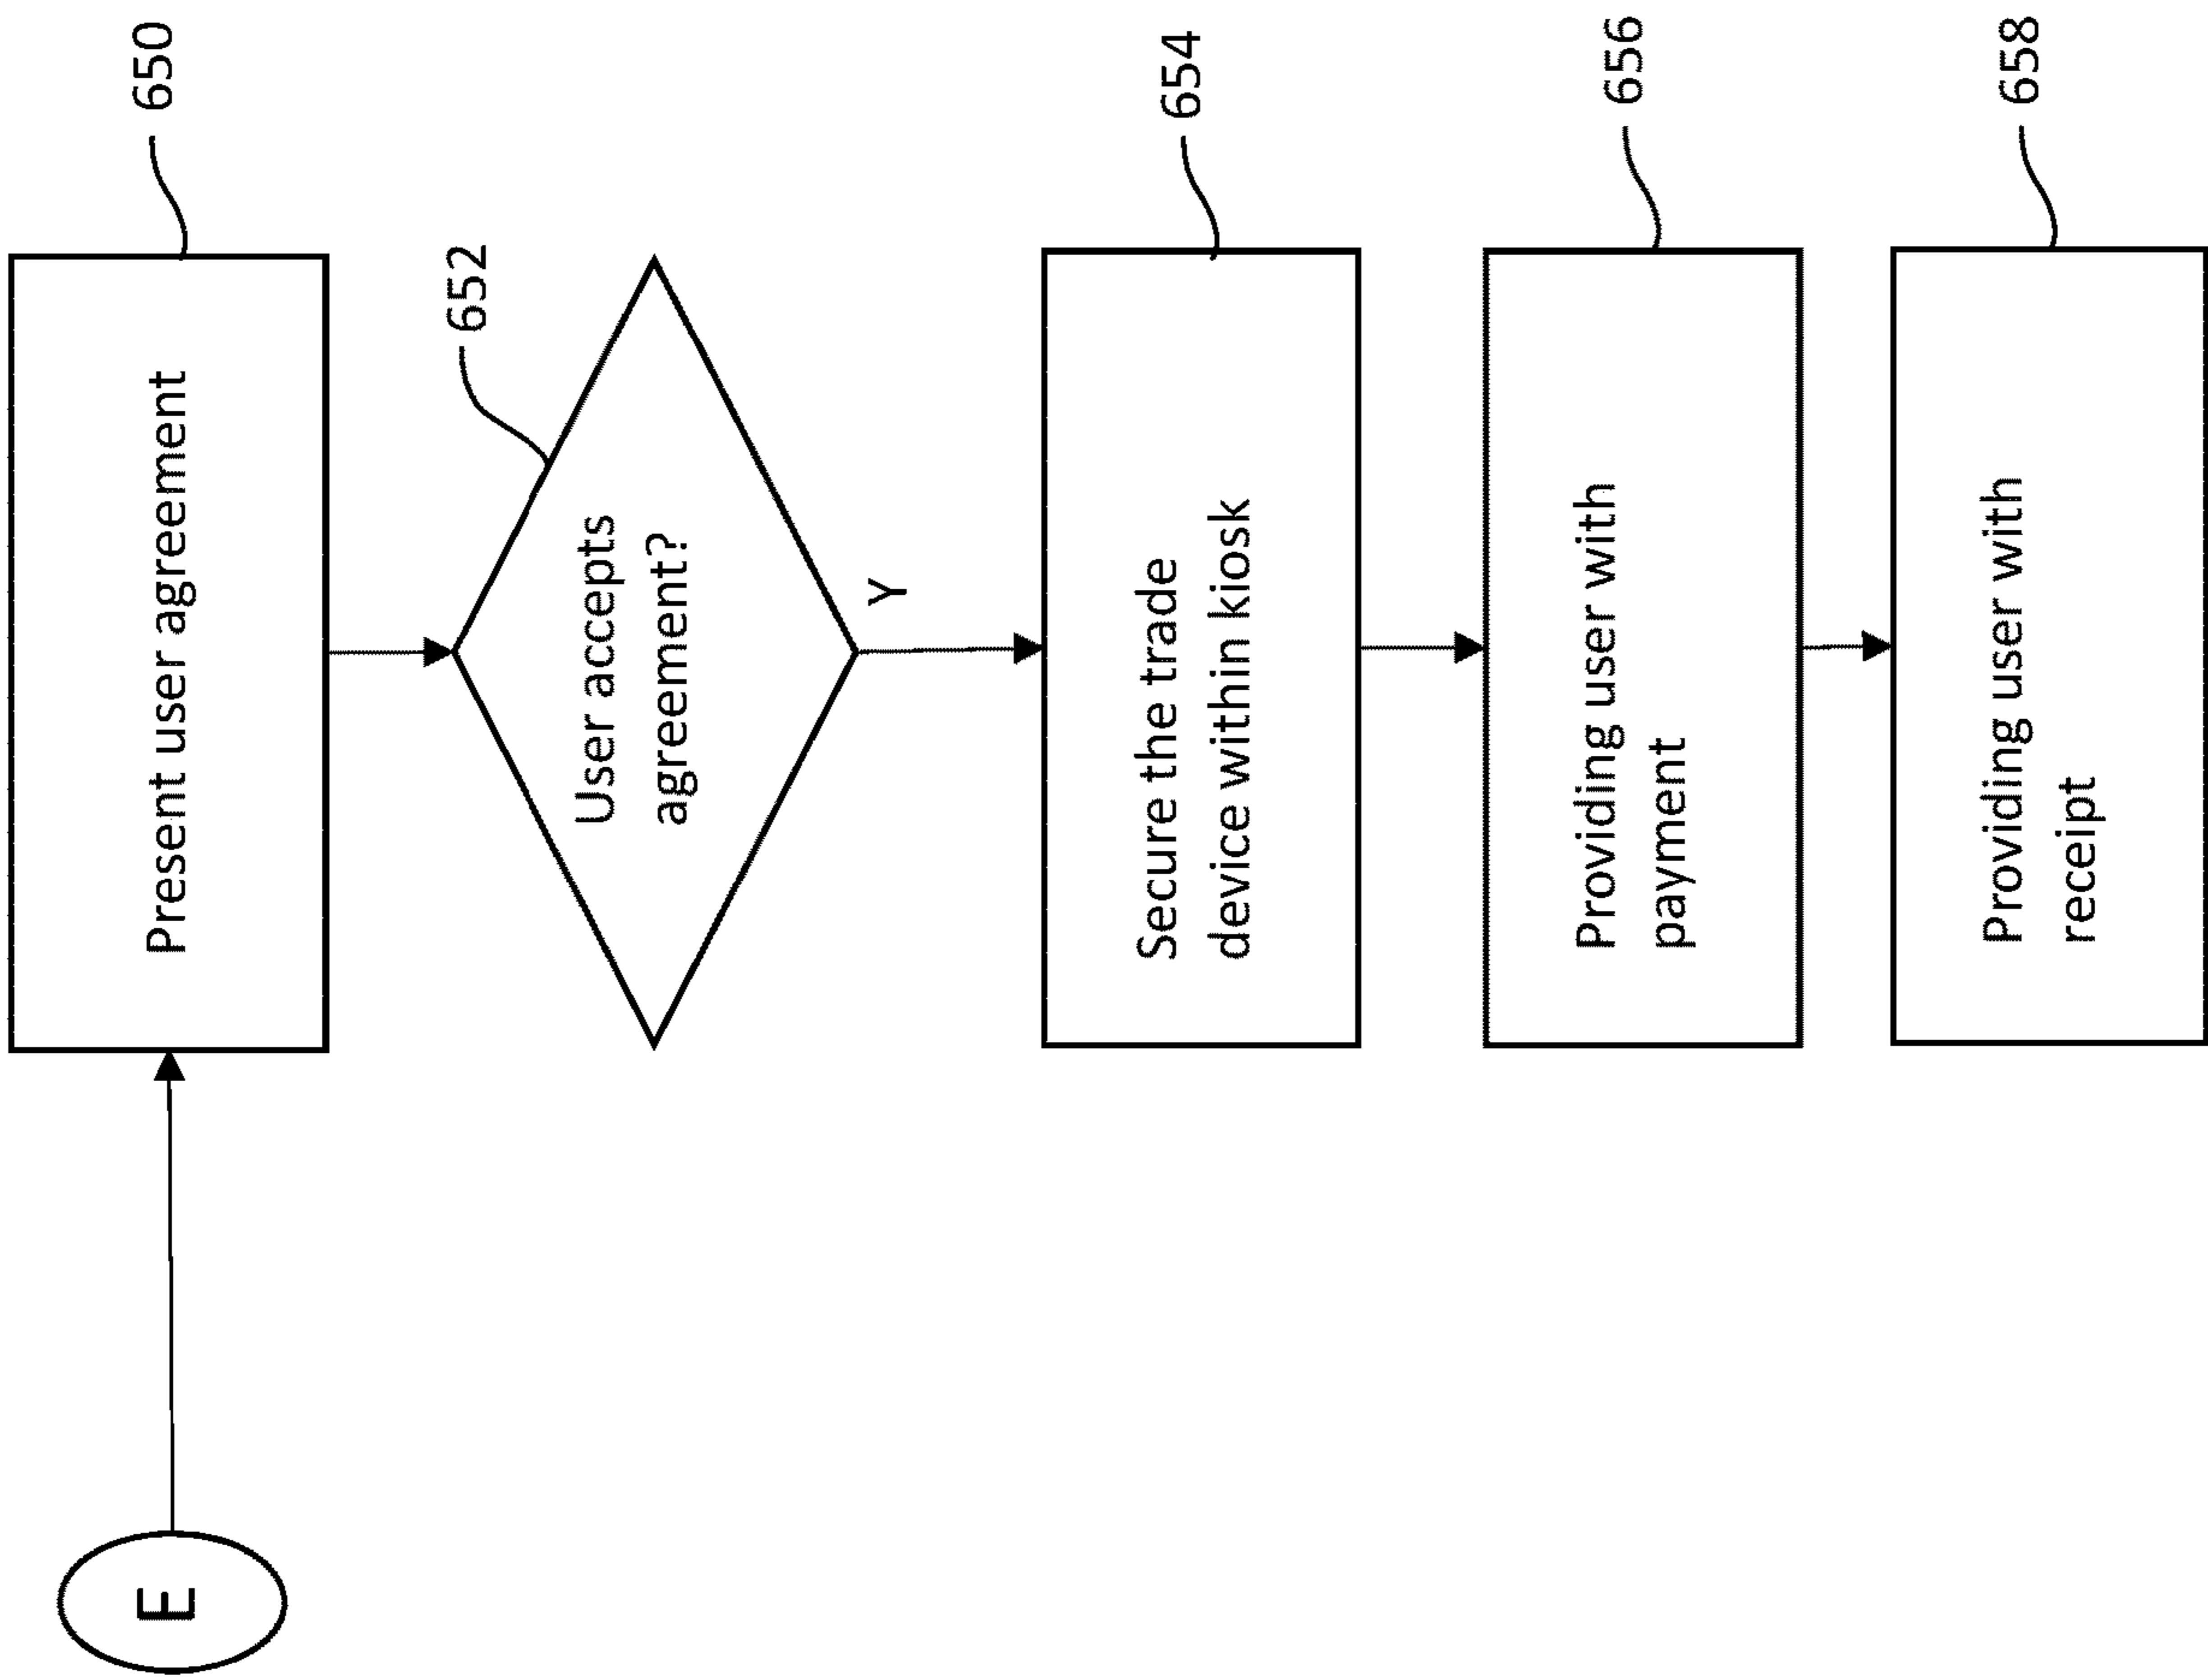 E
Present user agreement
650
User accepts
agreement?
652
Y
Secure the trade
device within kiosk
654
Providing user with
payment
656
Providing user with
receipt
658